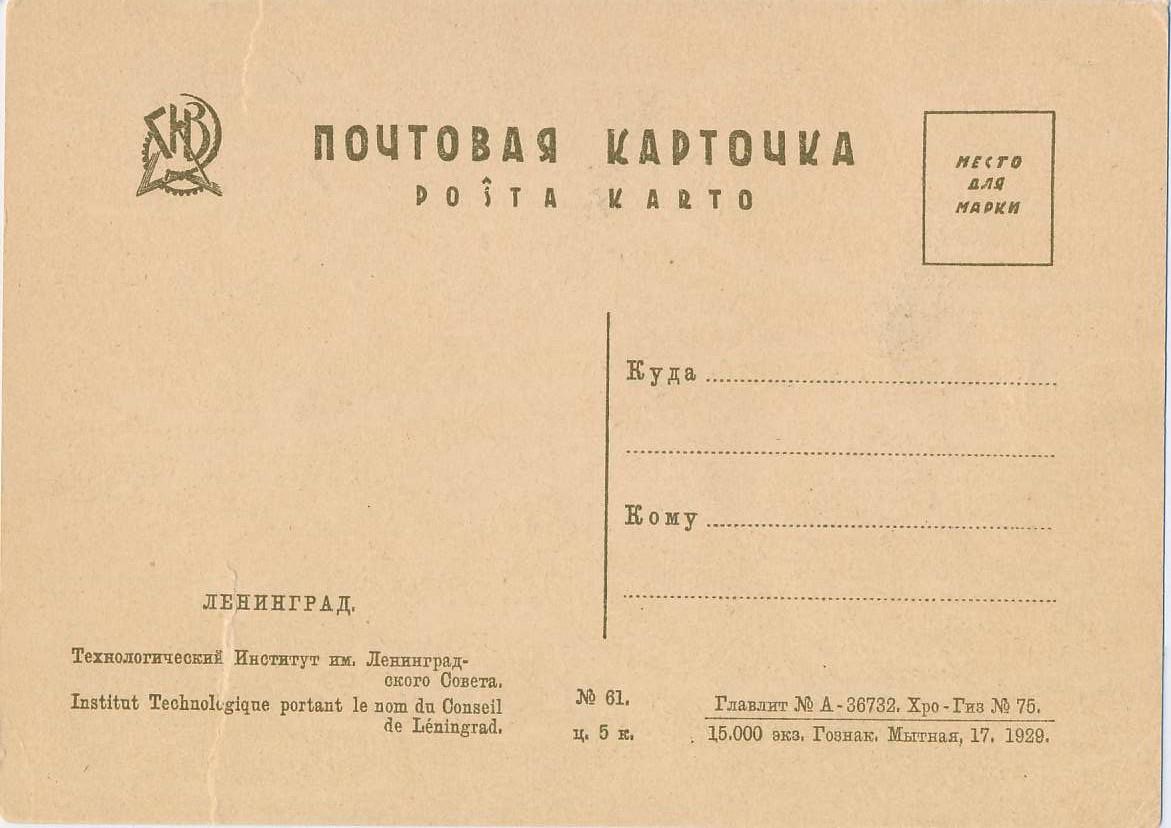 ПОЧТОВАЯ КАРТОЧКА
POŜTA KARTO
МЕСТО
ДЛЯ
МАРКИ
Куда
Кому
ЛЕНИНГРАД.
Технологический Институт им. Ленинград-
ского Совета.
Institut Technologique portant le nom du Conseil
de Léningrad.
№ 61.
ц. 5 к.
Главлит № А-36732. Хро-Гиз № 75.
15.000 экз. Гознак. Мытная, 17. 1929.